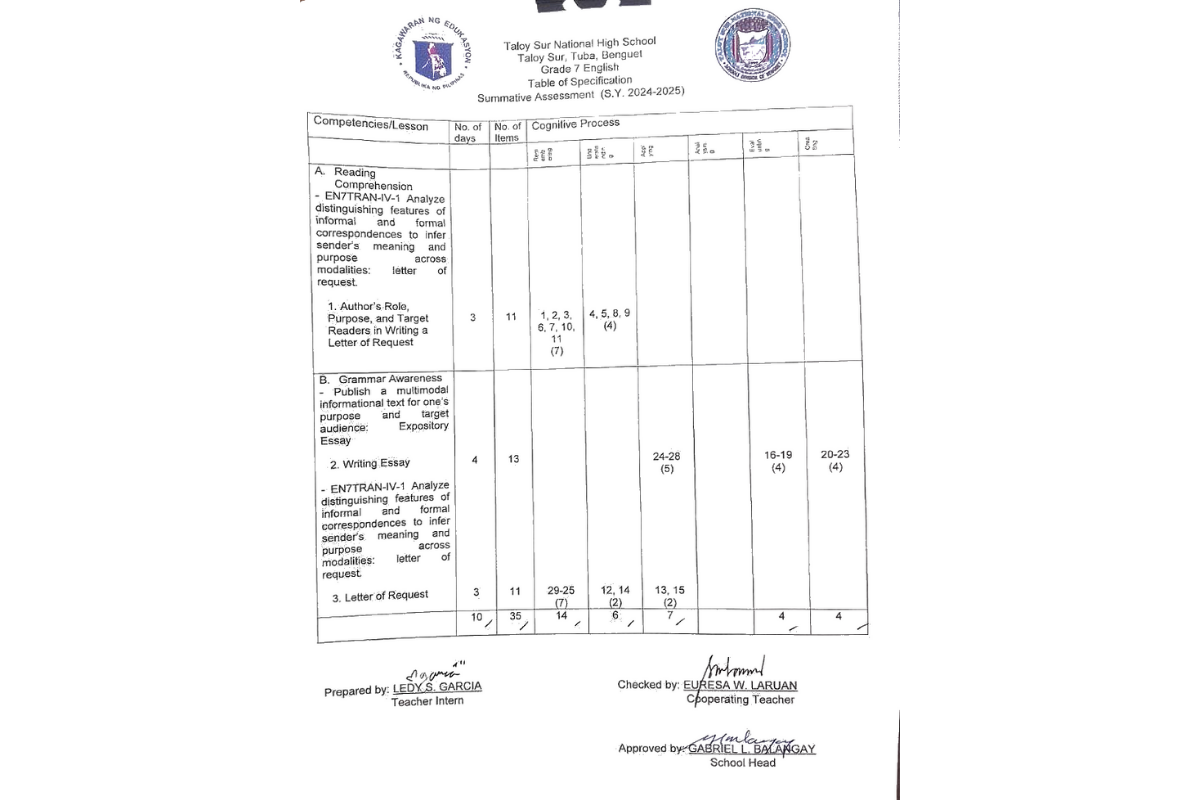 KAGAWARAN NG EDUKASYON
REPUBLIKA NG PILIPINAS
Taloy Sur National High School
Taloy Sur, Tuba, Benguet
Grade 7 English
Table of Specification
Summative Assessment (S.Y. 2024-2025)
Competencies/Lesson
No. of
days
No. of
Items
Cognitive Process
A. Reading
Comprehension
- EN7TRAN-IV-1 Analyze
distinguishing features of
informal and formal
correspondences to infer
sender's meaning and
purpose across
modalities: letter of
request.
1. Author's Role,
Purpose, and Target
Readers in Writing a
Letter of Request
3
11
1, 2, 3,
6, 7, 10,
11
(7)
4, 5, 8, 9
(4)
B. Grammar Awareness
- Publish a multimodal
informational text for one's
purpose and target
audience: Expository
Essay
2. Writing Essay
4
13
24-28
(5)
16-19
(4)
20-23
(4)
- EN7TRAN-IV-1 Analyze
distinguishing features of
informal and formal
correspondences to infer
sender's meaning and
purpose across
modalities: letter of
request.
3. Letter of Request
3
11
29-25
(7)
12, 14
(2)
13, 15
(2)
10
35
14
6
7
4
4
Prepared by: LEDY S. GARCIA
Teacher Intern
Checked by: EURESA W. LARUAN
Cooperating Teacher
Approved by: GABRIEL L. BALANGAY
School Head